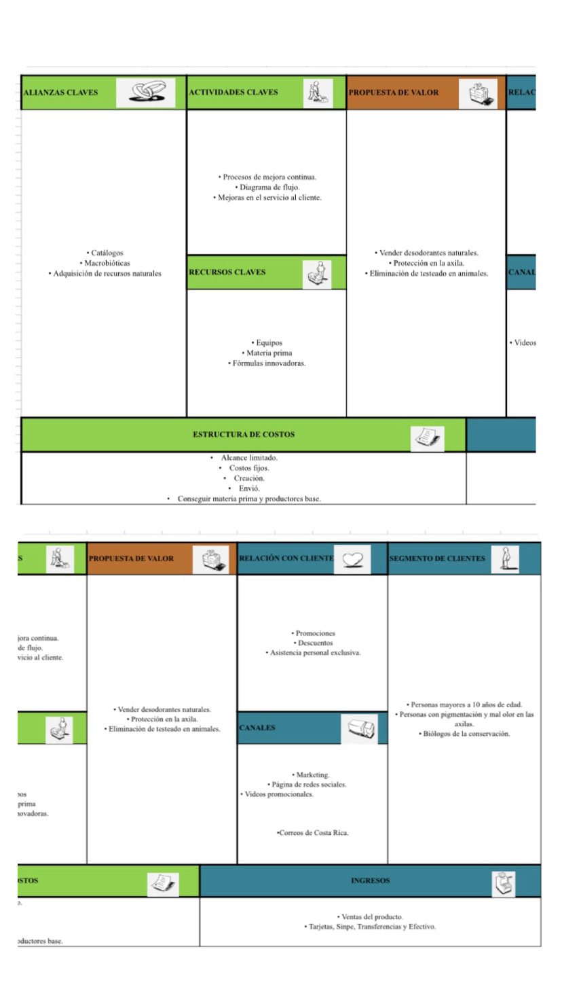 ALIANZAS CLAVES
ACTIVIDADES CLAVES
PROPUESTA DE VALOR
RELAC
• Procesos de mejora continua.
• Diagrama de flujo.
• Mejoras en el servicio al cliente.
• Catálogos
• Macrobióticas
• Adquisición de recursos naturales
• Vender desodorantes naturales.
• Protección en la axila.
• Eliminación de testeado en animales.
RECURSOS CLAVES
CANAL
• Equipos
• Materia prima
• Fórmulas innovadoras.
• Videos
ESTRUCTURA DE COSTOS
• Alcance limitado.
• Costos fijos.
• Creación.
• Envió.
• Conseguir materia prima y productores base.
S
PROPUESTA DE VALOR
RELACIÓN CON CLIENTE
SEGMENTO DE CLIENTES
jora continua.
de flujo.
vicio al cliente.
• Promociones
• Descuentos
• Asistencia personal exclusiva.
• Vender desodorantes naturales.
• Protección en la axila.
• Eliminación de testeado en animales.
• Personas mayores a 10 años de edad.
• Personas con pigmentación y mal olor en las
axilas.
• Biólogos de la conservación.
CANALES
• Marketing.
• Página de redes sociales.
• Videos promocionales.
•Correos de Costa Rica.
pos
prima
novadoras.
OSTOS
INGRESOS
o.
oductores base.
• Ventas del producto.
• Tarjetas, Sinpe, Transferencias y Efectivo.